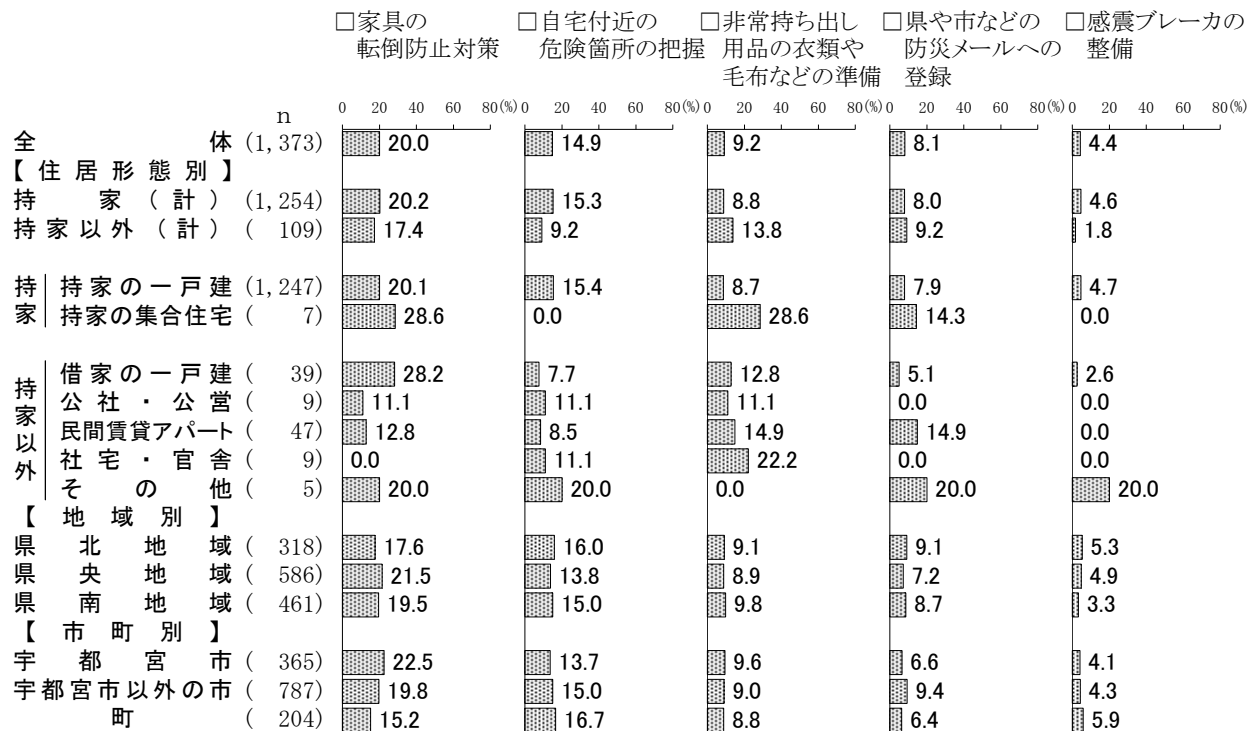 □家具の 転倒防止対策
□自宅付近の 危険箇所の把握
□非常持ち出し 用品の衣類や 毛布などの準備
□県や市などの 防災メールへの 登録
□感震ブレーカの 整備
n
0 20 40 60 80(%) 0 20 40 60 80(%) 0 20 40 60 80(%) 0 20 40 60 80(%) 0 20 40 60 80(%)
全体 (1,373) 20.0 14.9 9.2 8.1 4.4
【住居形態別】
持家(計) (1,254) 20.2 15.3 8.8 8.0 4.6
持家以外(計) ( 109) 17.4 9.2 13.8 9.2 1.8
持家
持家の一戸建 (1,247) 20.1 15.4 8.7 7.9 4.7
持家の集合住宅 ( 7) 28.6 0.0 28.6 14.3 0.0
持家以外
借家の一戸建 ( 39) 28.2 7.7 12.8 5.1 2.6
公社・公営 ( 9) 11.1 11.1 11.1 0.0 0.0
民間賃貸アパート ( 47) 12.8 8.5 14.9 14.9 0.0
社宅・官舎 ( 9) 0.0 11.1 22.2 0.0 0.0
その他 ( 5) 20.0 20.0 0.0 20.0 20.0
【地域別】
県北地域 ( 318) 17.6 16.0 9.1 9.1 5.3
県央地域 ( 586) 21.5 13.8 8.9 7.2 4.9
県南地域 ( 461) 19.5 15.0 9.8 8.7 3.3
【市町別】
宇都宮市 ( 365) 22.5 13.7 9.6 6.6 4.1
宇都宮市以外の市 ( 787) 19.8 15.0 9.0 9.4 4.3
町 ( 204) 15.2 16.7 8.8 6.4 5.9